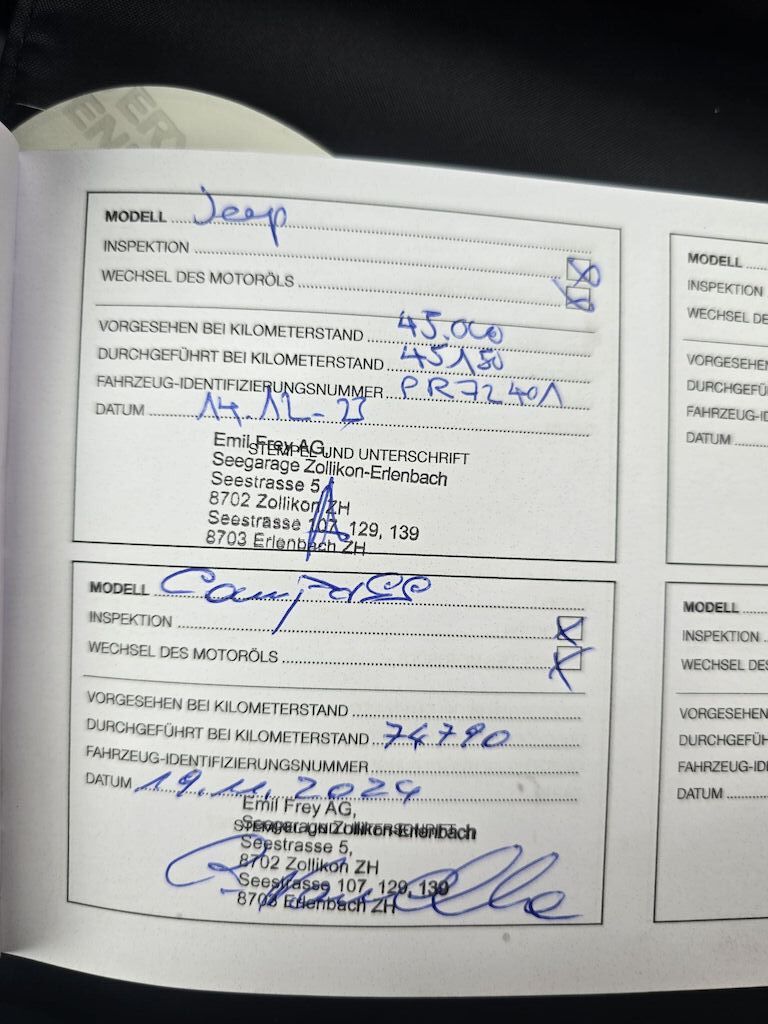 MODELL Jeep
INSPEKTION
WECHSEL DES MOTORÖLS
VORGESEHEN BEI KILOMETERSTAND 45.000
DURCHGEFÜHRT BEI KILOMETERSTAND 45150
FAHRZEUG-IDENTIFIZIERUNGSNUMMER PR72401
DATUM 14.12-23
STEMPEL UND UNTERSCHRIFT
Emil Frey AG,
Seegarage Zollikon-Erlenbach
Seestrasse 5,
8702 Zollikon ZH
Seestrasse 107, 129, 139
8703 Erlenbach ZH
MODELL Compass
INSPEKTION
WECHSEL DES MOTORÖLS
VORGESEHEN BEI KILOMETERSTAND
DURCHGEFÜHRT BEI KILOMETERSTAND 74790
FAHRZEUG-IDENTIFIZIERUNGSNUMMER
DATUM 19.11.2024
STEMPEL UND UNTERSCHRIFT
Emil Frey AG,
Seegarage Zollikon-Erlenbach
Seestrasse 5,
8702 Zollikon ZH
Seestrasse 107, 129, 139
8703 Erlenbach ZH
MODELL
INSPEKTION
WECHSEL DE
VORGESEHEN
DURCHGEFÜ
FAHRZEUG-ID
DATUM
MODELL
INSPEKTION
WECHSEL DES
VORGESEHEN
DURCHGEFÜH
FAHRZEUG-ID
DATUM